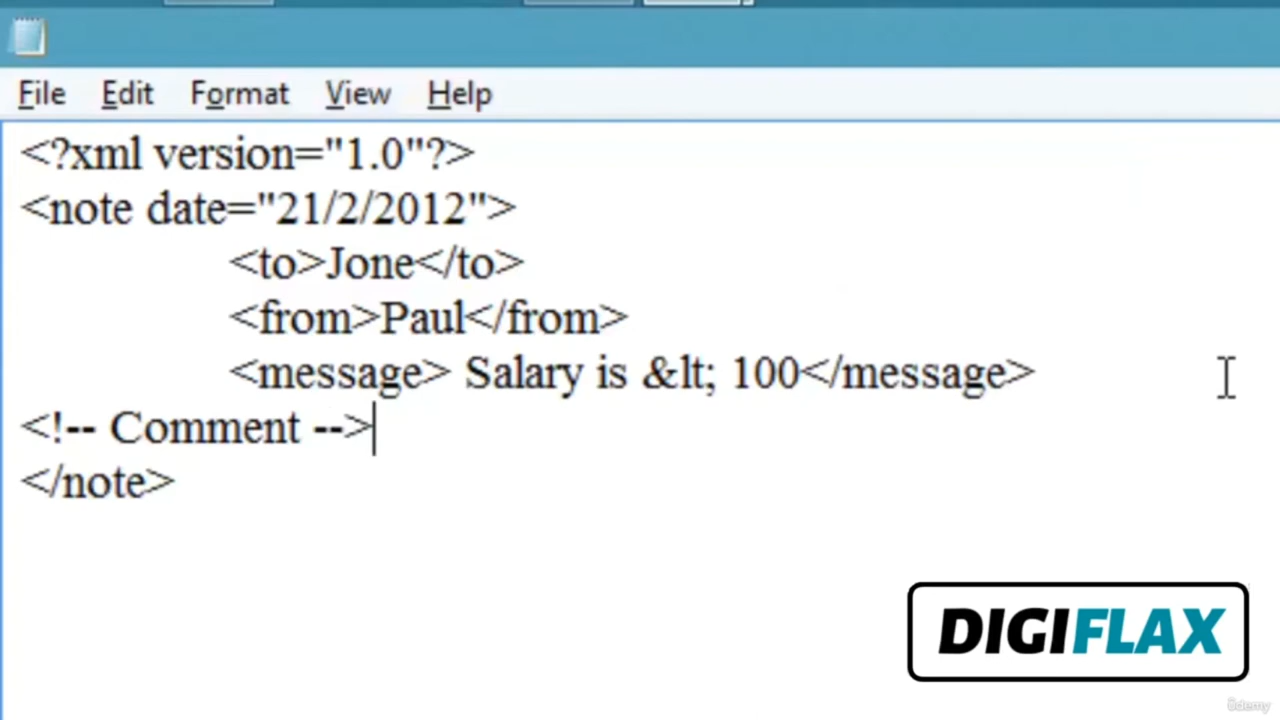 File Edit Format View Help
<?xml version="1.0"?>
<note date="21/2/2012">
<to>Jone</to>
<from>Paul</from>
<message> Salary is &lt; 100</message>
<!-- Comment -->
</note>
DIGIFLAX
ûdemy